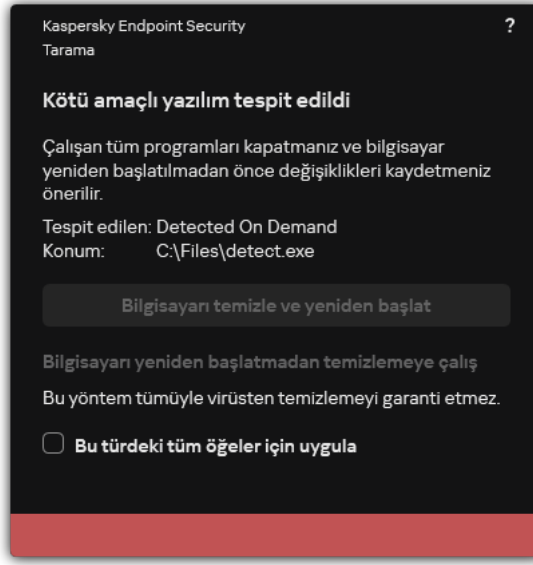 Kaspersky Endpoint Security
?
Tarama
Kötü amaçlı yazılım tespit edildi
Çalışan tüm programları kapatmanız ve bilgisayar
yeniden başlatılmadan önce değişiklikleri kaydetmeniz
önerilir.
Tespit edilen: Detected On Demand
Konum: C:\Files\detect.exe
Bilgisayarı temizle ve yeniden başlat
Bilgisayarı yeniden başlatmadan temizlemeye çalış
Bu yöntem tümüyle virüsten temizlemeyi garanti etmez.
Bu türdeki tüm öğeler için uygula